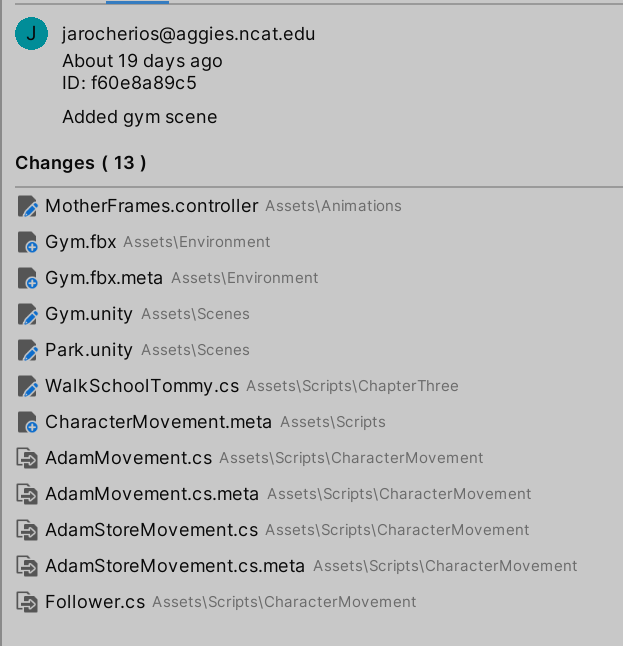 J
jarocherios@aggies.ncat.edu
About 19 days ago
ID: f60e8a89c5
Added gym scene
Changes ( 13 )
MotherFrames.controller Assets\Animations
Gym.fbx Assets\Environment
Gym.fbx.meta Assets\Environment
Gym.unity Assets\Scenes
Park.unity Assets\Scenes
WalkSchoolTommy.cs Assets\Scripts\ChapterThree
CharacterMovement.meta Assets\Scripts
AdamMovement.cs Assets\Scripts\CharacterMovement
AdamMovement.cs.meta Assets\Scripts\CharacterMovement
AdamStoreMovement.cs Assets\Scripts\CharacterMovement
AdamStoreMovement.cs.meta Assets\Scripts\CharacterMovement
Follower.cs Assets\Scripts\CharacterMovement